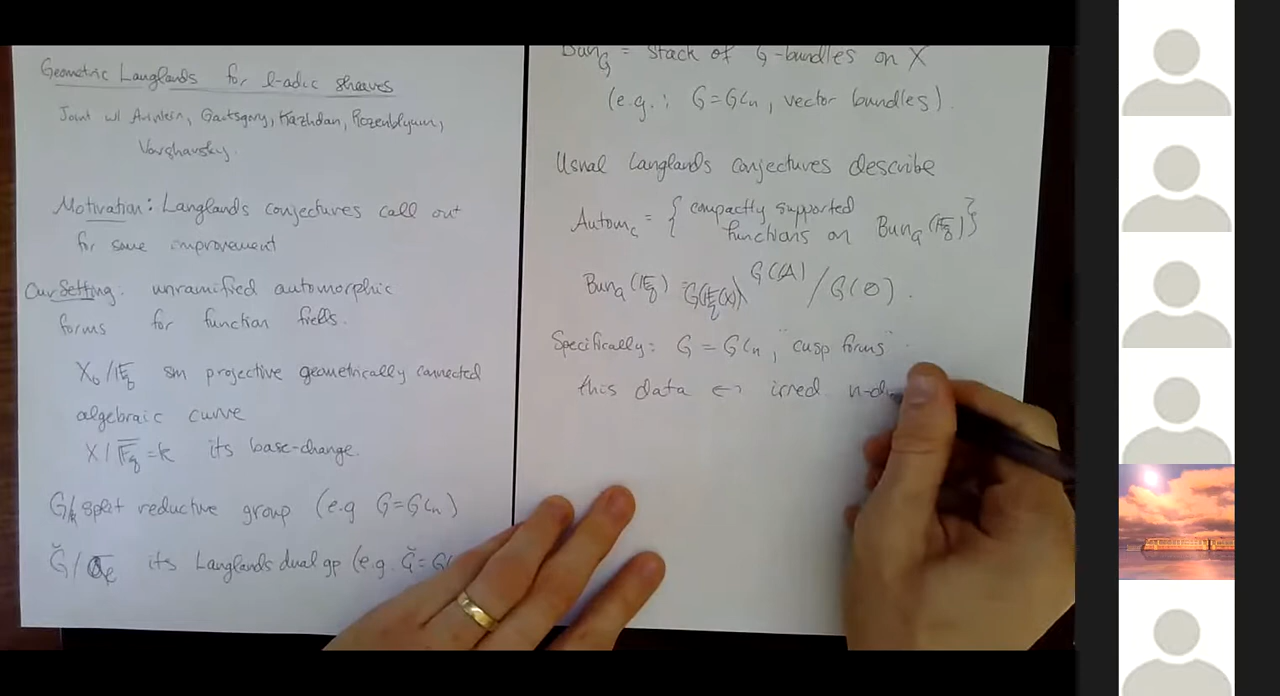 Geometric Langlands for l-adic sheaves
Joint w/ Arinkin, Gaitsgory, Kazhdan, Rozenblyum,
Varshavsky.
Motivation: Langlands conjectures call out
for some improvement
Our Setting: unramified automorphic
forms for function fields.
X₀/𝔽_q sm projective geometrically connected
algebraic curve
X/\overline{𝔽_q} = k its base-change.
G/k split reductive group (e.g G=GLn)
Ğ/ its Langlands dual gp (e.g. Ğ=G
Bun_G = stack of G-bundles on X
(e.g.: G=GLn, vector bundles).
Usual Langlands conjectures describe
Autom_c = { compactly supported
functions on Bun_G(𝔽_q) }
Bun_G(𝔽_q) = G(𝔽_q(X))\ G(𝔸) / G(𝕆).
Specifically: G = GLn, "cusp forms"
this data ↔ irred. n-d